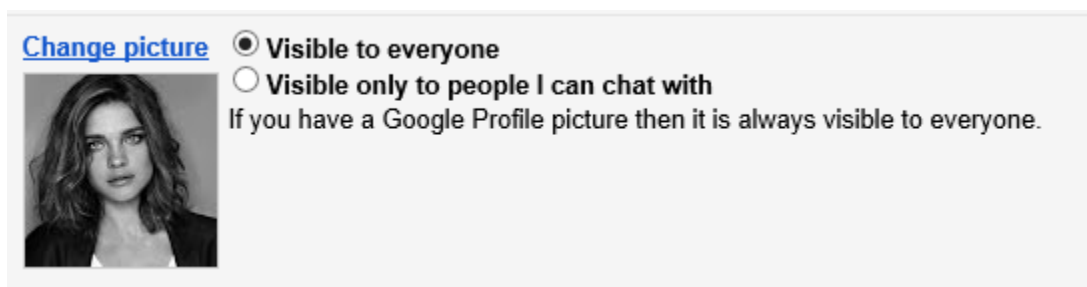 Change picture
Visible to everyone
Visible only to people I can chat with
If you have a Google Profile picture then it is always visible to everyone.